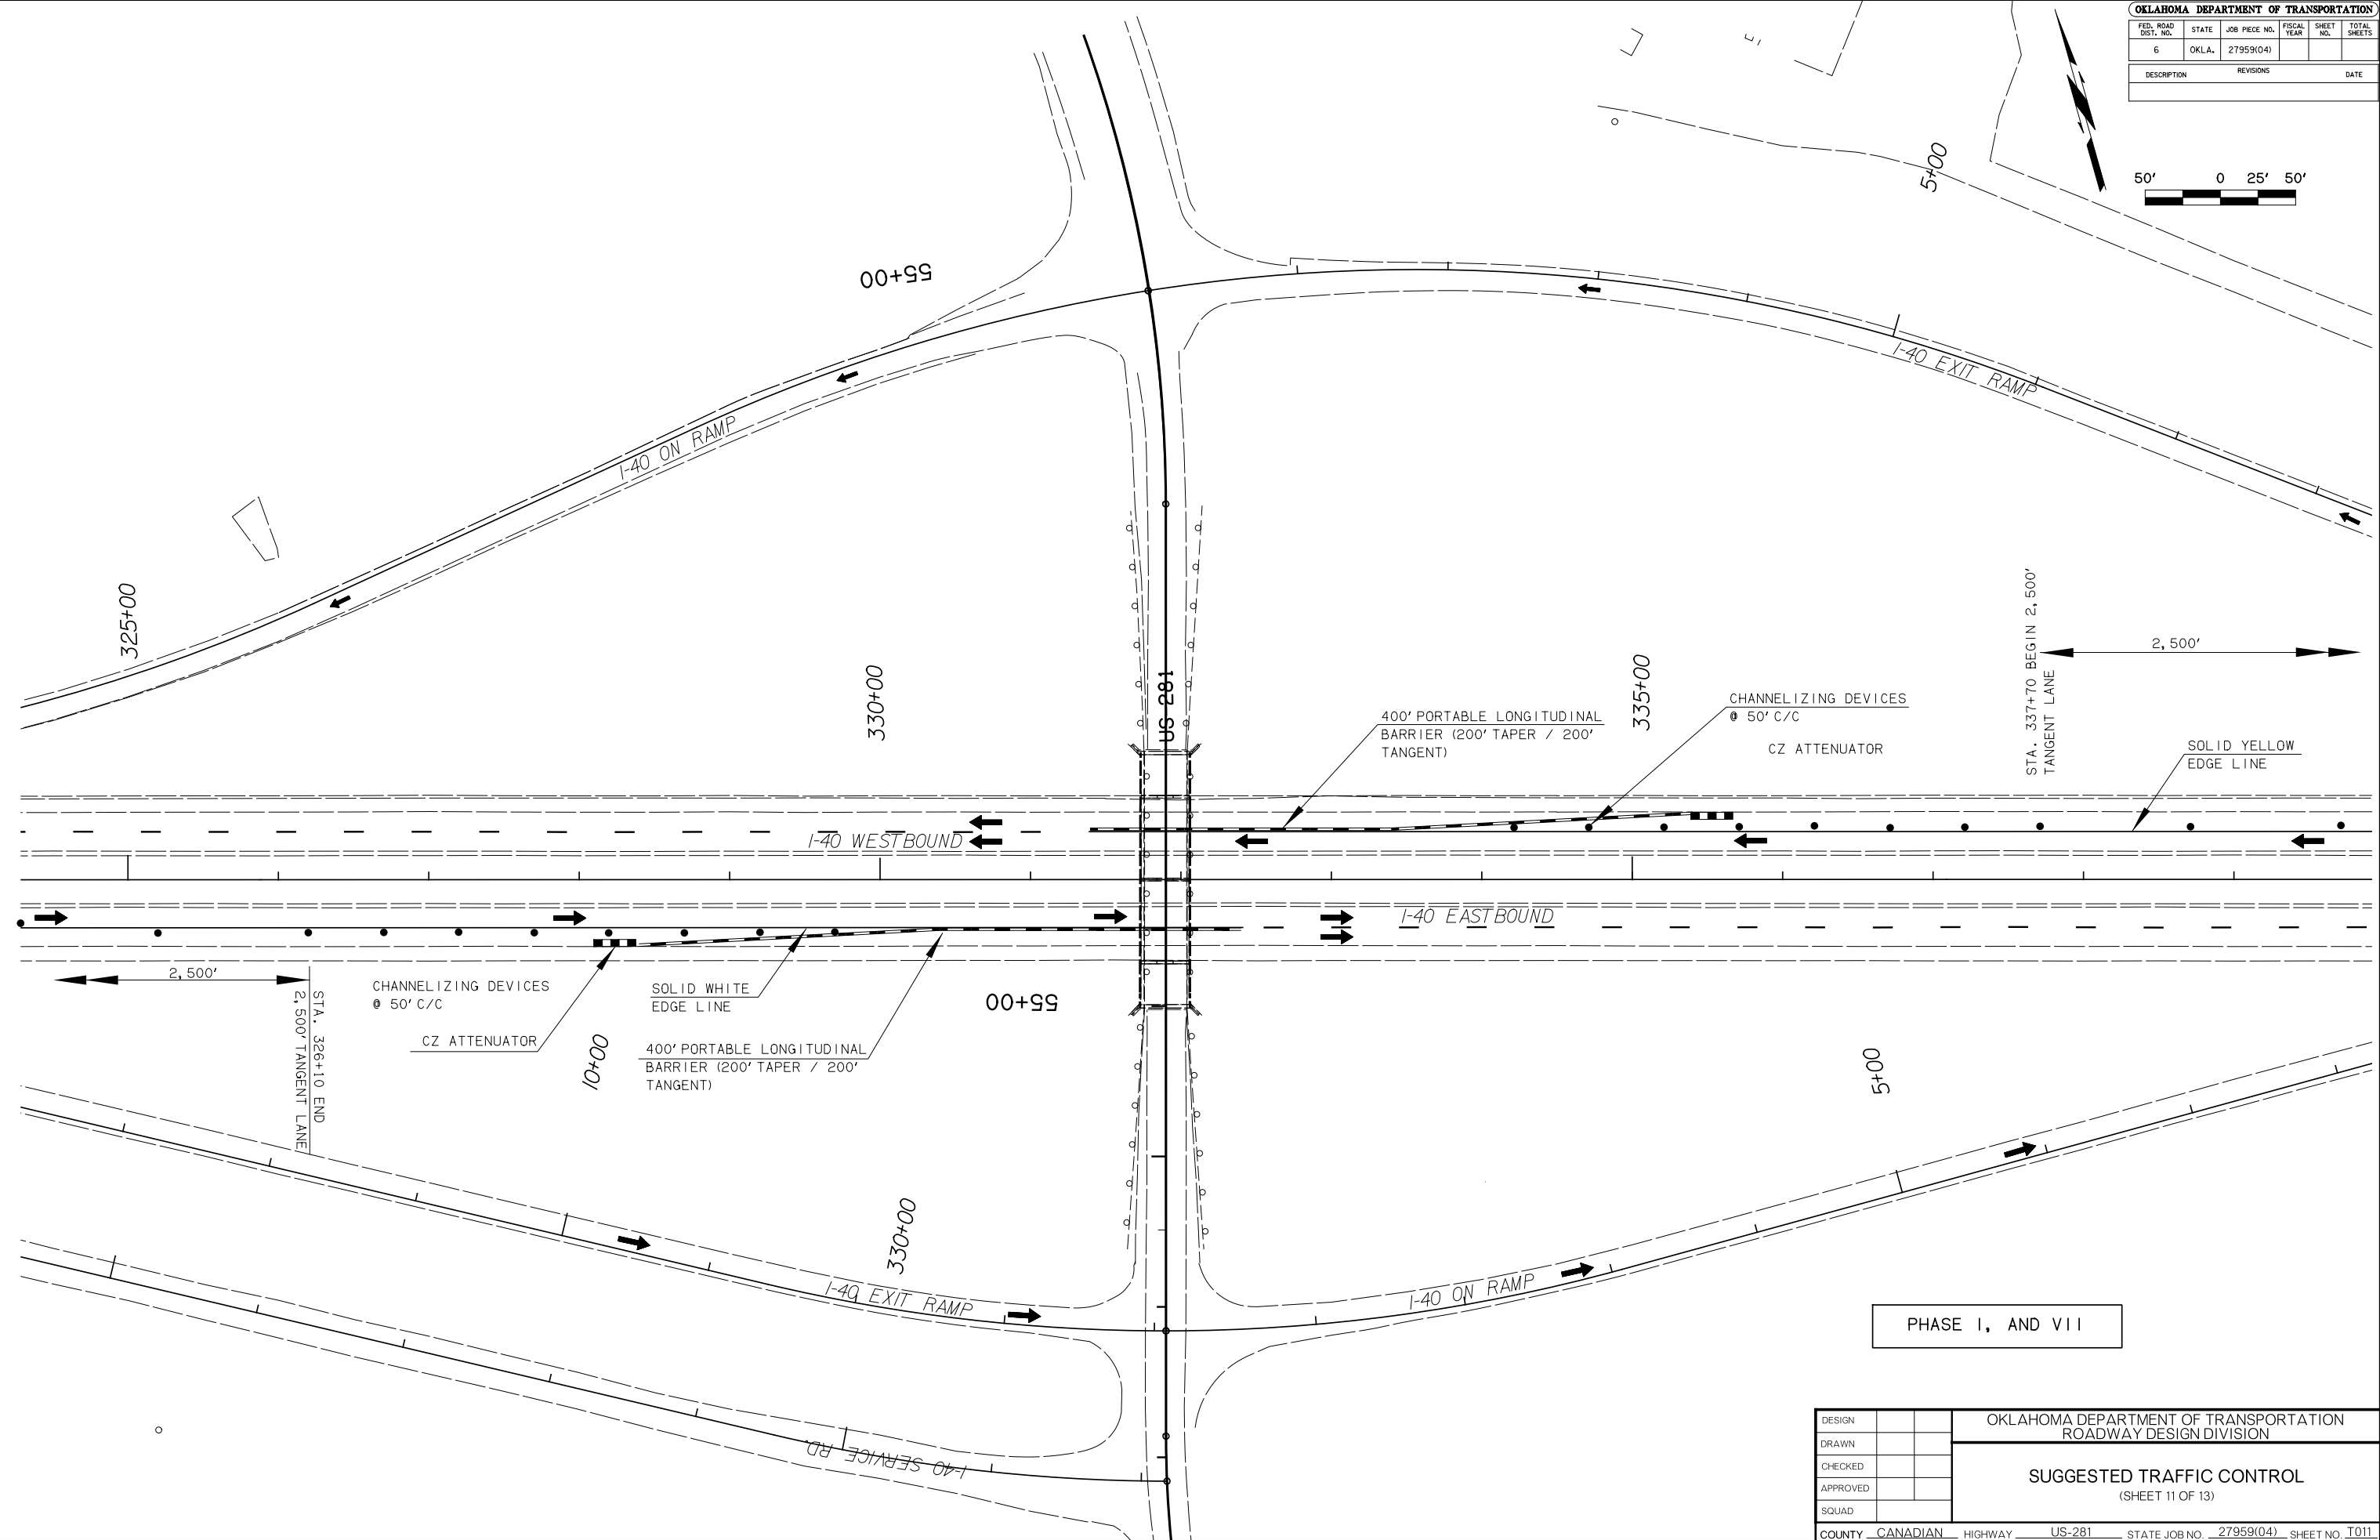 OKLAHOMA DEPARTMENT OF TRANSPORTATION
FED. ROAD DIST. NO.
STATE
JOB PIECE NO.
FISCAL YEAR
SHEET NO.
TOTAL SHEETS
6
OKLA.
27959(04)
DESCRIPTION
REVISIONS
DATE
50' 0 25' 50'
5+00
55+00
I-40 EXIT RAMP
I-40 ON RAMP
325+00
330+00
US 281
335+00
400' PORTABLE LONGITUDINAL
BARRIER (200' TAPER / 200'
TANGENT)
CHANNELIZING DEVICES
@ 50' C/C
CZ ATTENUATOR
STA. 337+70 BEGIN 2,500'
TANGENT LANE
2,500'
SOLID YELLOW
EDGE LINE
I-40 WESTBOUND
I-40 EASTBOUND
2,500'
STA. 326+10 END
2,500' TANGENT LANE
CHANNELIZING DEVICES
@ 50' C/C
CZ ATTENUATOR
SOLID WHITE
EDGE LINE
400' PORTABLE LONGITUDINAL
BARRIER (200' TAPER / 200'
TANGENT)
55+00
10+00
5+00
330+00
I-40 EXIT RAMP
I-40 ON RAMP
I-40 SERVICE RD.
PHASE I, AND VII
DESIGN
DRAWN
CHECKED
APPROVED
SQUAD
OKLAHOMA DEPARTMENT OF TRANSPORTATION
ROADWAY DESIGN DIVISION
SUGGESTED TRAFFIC CONTROL
(SHEET 11 OF 13)
COUNTY CANADIAN HIGHWAY US-281 STATE JOB NO. 27959(04) SHEET NO. T011